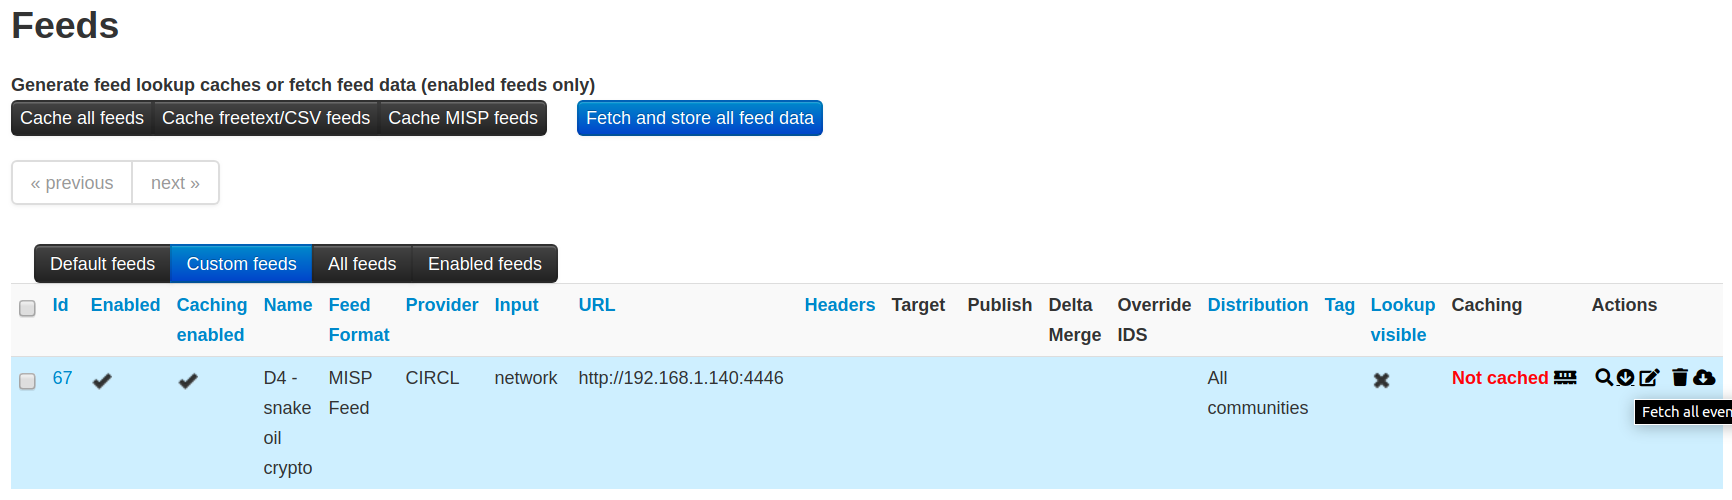 Feeds
Generate feed lookup caches or fetch feed data (enabled feeds only)
Cache all feeds Cache freetext/CSV feeds Cache MISP feeds Fetch and store all feed data
« previous next »
Default feeds Custom feeds All feeds Enabled feeds
Id Enabled Caching enabled Name Feed Format Provider Input URL Headers Target Publish Delta Merge Override IDS Distribution Tag Lookup visible Caching Actions
67 D4 - snake oil crypto MISP Feed CIRCL network http://192.168.1.140:4446 All communities Not cached
Fetch all even